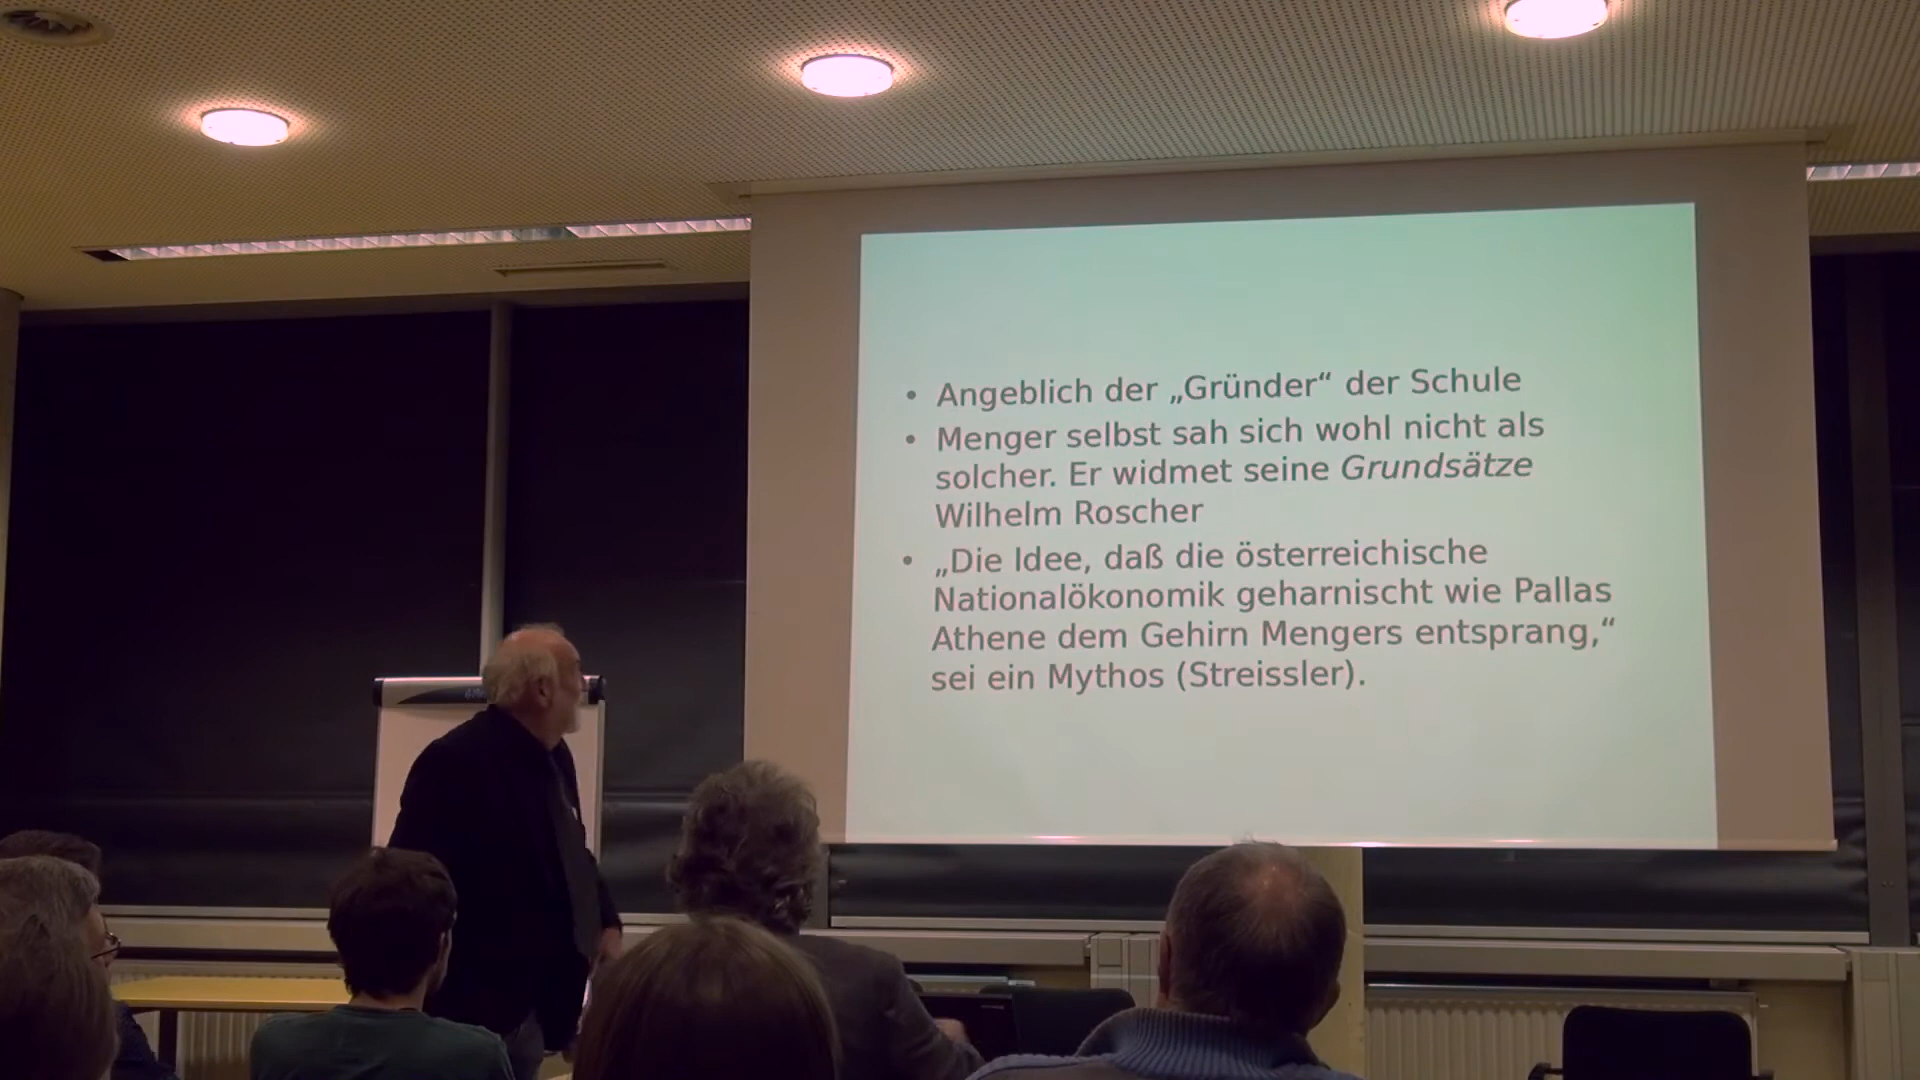 • Angeblich der „Gründer“ der Schule
• Menger selbst sah sich wohl nicht als
solcher. Er widmet seine Grundsätze
Wilhelm Roscher
• „Die Idee, daß die österreichische
Nationalökonomik geharnischt wie Pallas
Athene dem Gehirn Mengers entsprang,“
sei ein Mythos (Streissler).